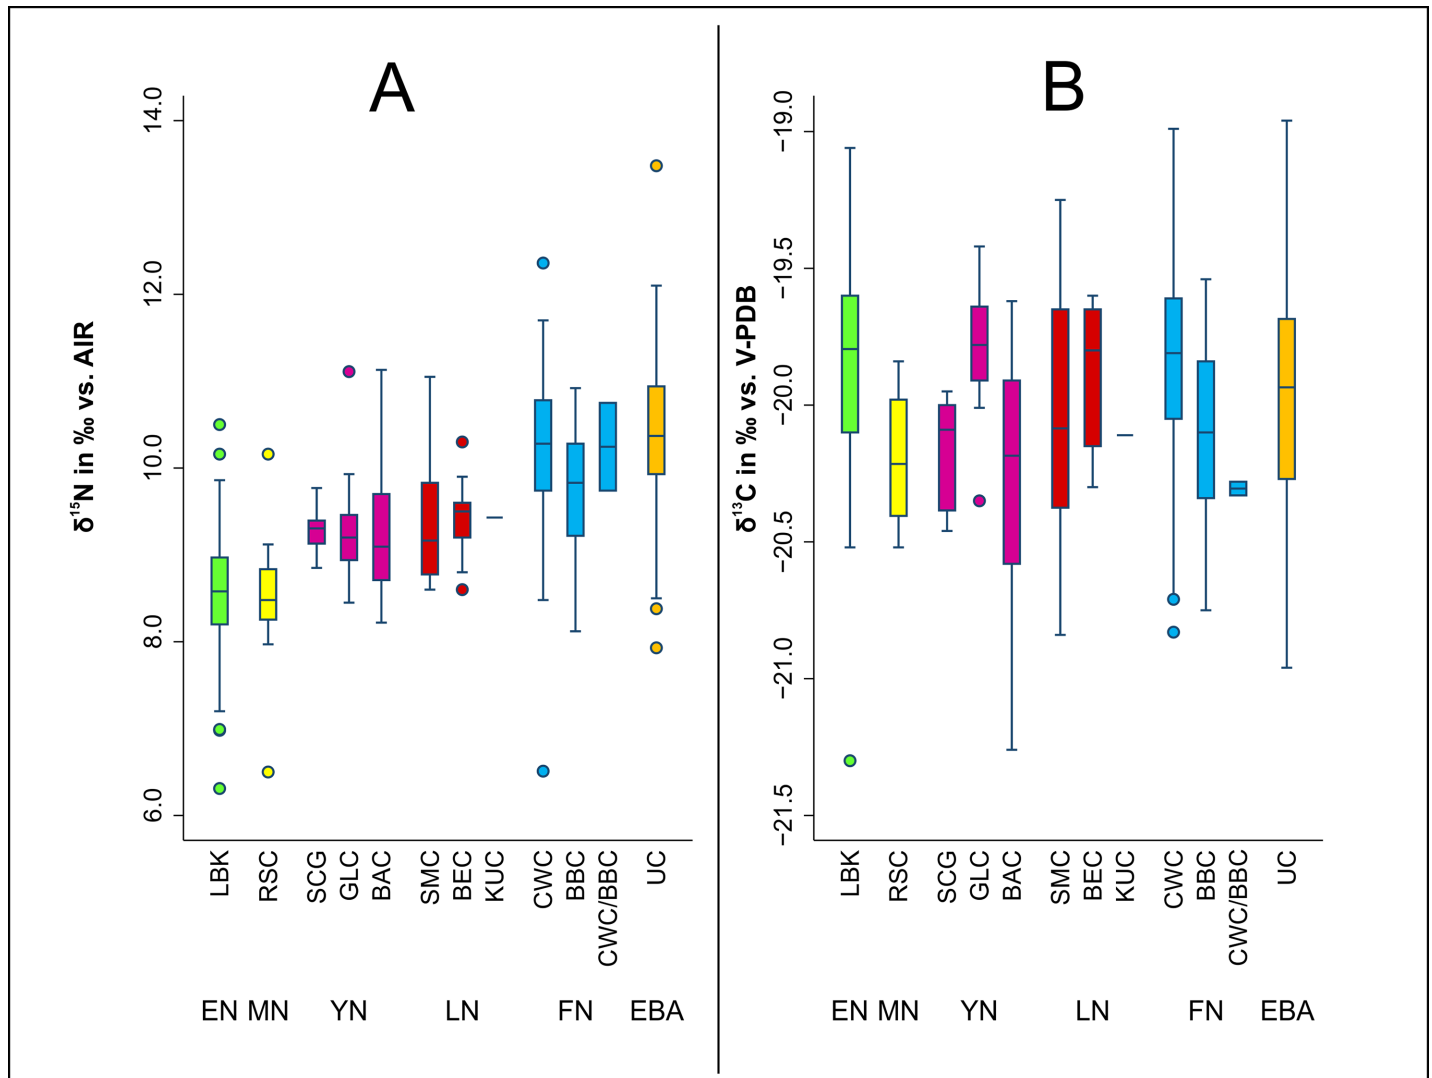 A
δ¹⁵N in ‰ vs. AIR
14.0
12.0
10.0
8.0
6.0
LBK
RSC
SCG
GLC
BAC
SMC
BEC
KUC
CWC
BBC
CWC/BBC
UC
EN MN YN LN FN EBA
B
δ¹³C in ‰ vs. V-PDB
−19.0
−19.5
−20.0
−20.5
−21.0
−21.5
LBK
RSC
SCG
GLC
BAC
SMC
BEC
KUC
CWC
BBC
CWC/BBC
UC
EN MN YN LN FN EBA